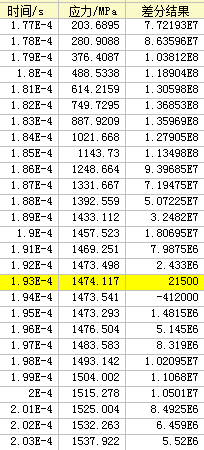 时间/s 应力/MPa 差分结果
1.77E-4 203.6895 7.72193E7
1.78E-4 280.9088 8.63596E7
1.79E-4 376.4087 1.03812E8
1.8E-4 488.5338 1.18904E8
1.81E-4 614.2159 1.30598E8
1.82E-4 749.7295 1.36853E8
1.83E-4 887.9209 1.35969E8
1.84E-4 1021.668 1.27905E8
1.85E-4 1143.73 1.13498E8
1.86E-4 1248.664 9.39685E7
1.87E-4 1331.667 7.19475E7
1.88E-4 1392.559 5.07225E7
1.89E-4 1433.112 3.2482E7
1.9E-4 1457.523 1.80695E7
1.91E-4 1469.251 7.9875E6
1.92E-4 1473.498 2.433E6
1.93E-4 1474.117 21500
1.94E-4 1473.541 -412000
1.95E-4 1473.293 1.4815E6
1.96E-4 1476.504 5.145E6
1.97E-4 1483.583 8.319E6
1.98E-4 1493.142 1.02095E7
1.99E-4 1504.002 1.1068E7
2E-4 1515.278 1.0501E7
2.01E-4 1525.004 8.4925E6
2.02E-4 1532.263 6.459E6
2.03E-4 1537.922 5.52E6